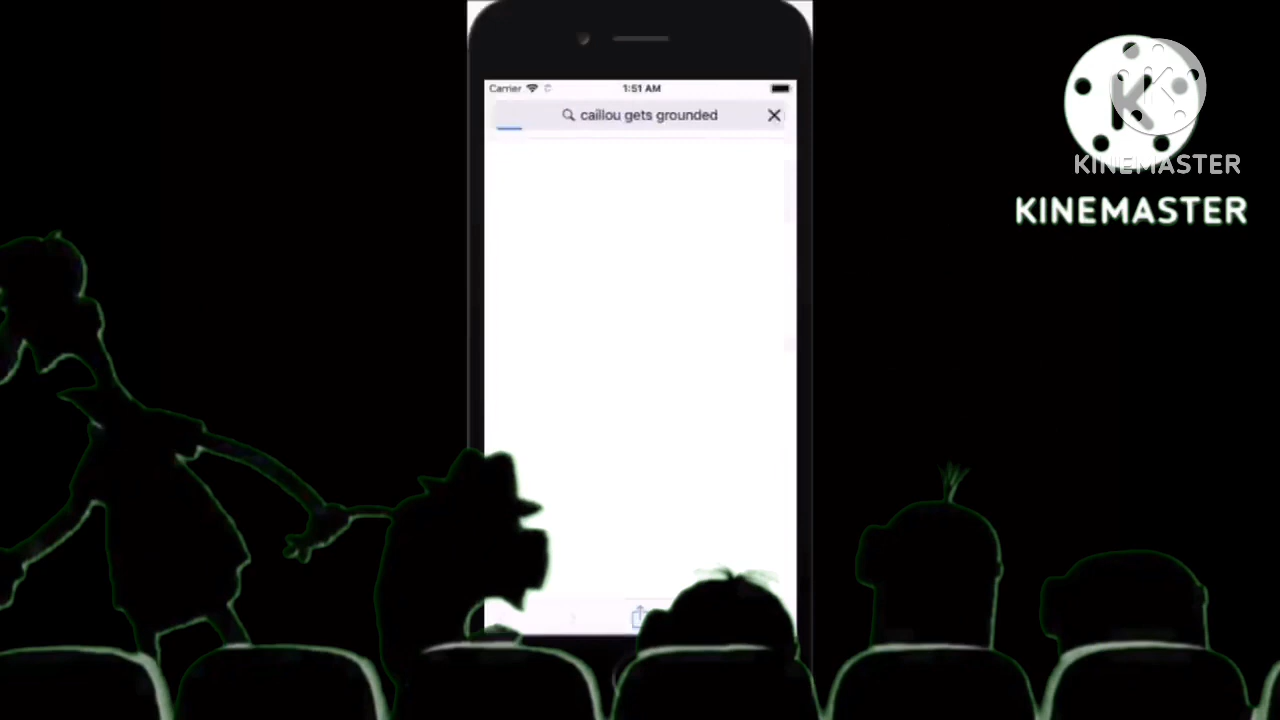 Carrier 1:51 AM
caillou gets grounded
K
K
KINEMASTER
KINEMASTER